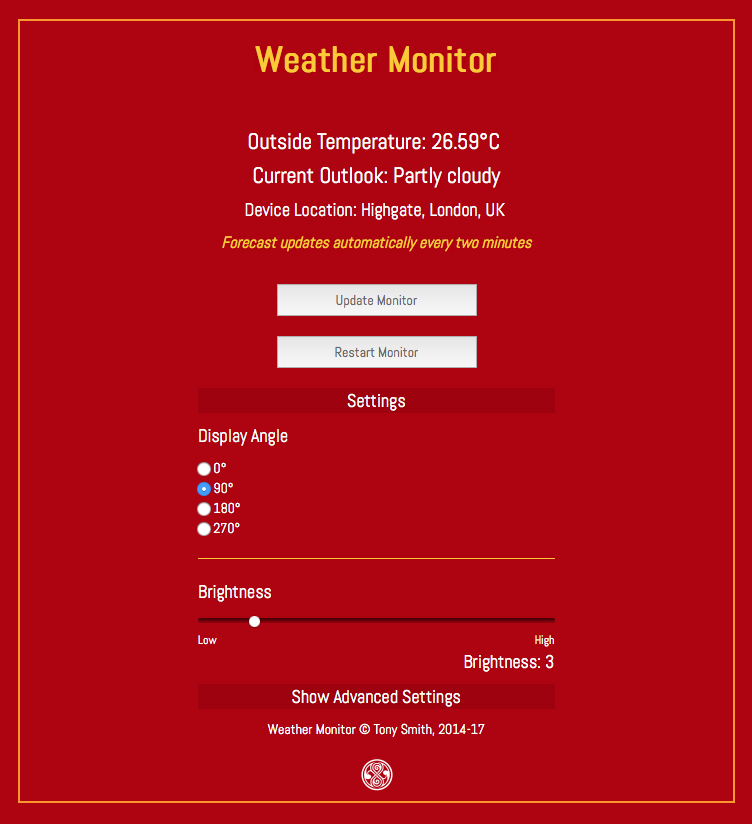 Weather Monitor
Outside Temperature: 26.59°C
Current Outlook: Partly cloudy
Device Location: Highgate, London, UK
Forecast updates automatically every two minutes
Update Monitor
Restart Monitor
Settings
Display Angle
0°
90°
180°
270°
Brightness
Low High
Brightness: 3
Show Advanced Settings
Weather Monitor © Tony Smith, 2014-17